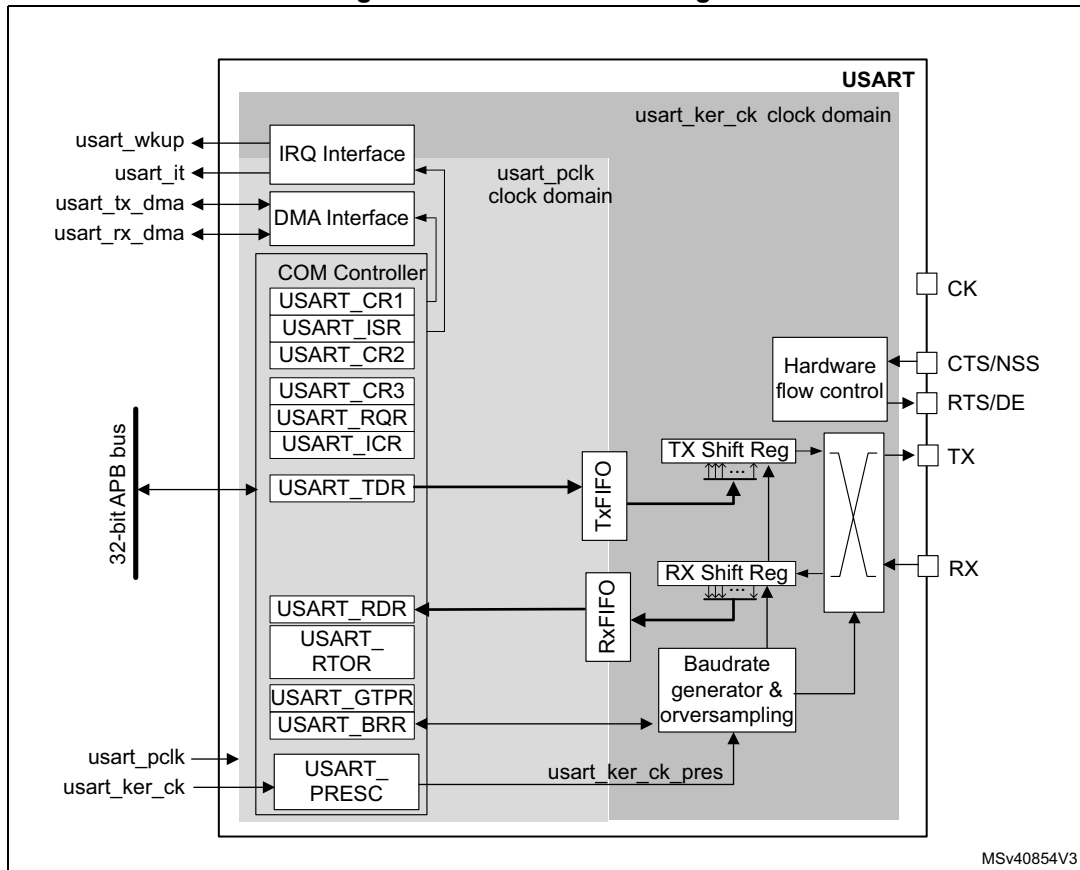 USART
usart_ker_ck clock domain
usart_wkup
IRQ Interface
usart_it
usart_pclk
clock domain
usart_tx_dma
DMA Interface
usart_rx_dma
COM Controller
USART_CR1
USART_ISR
USART_CR2
USART_CR3
USART_RQR
USART_ICR
USART_TDR
32-bit APB bus
TxFIFO
TX Shift Reg
...
Hardware
flow control
CK
CTS/NSS
RTS/DE
TX
RX
RX Shift Reg
...
RxFIFO
USART_RDR
USART_
RTOR
USART_GTPR
USART_BRR
Baudrate
generator &
orversampling
usart_pclk
usart_ker_ck
USART_
PRESC
usart_ker_ck_pres
MSv40854V3